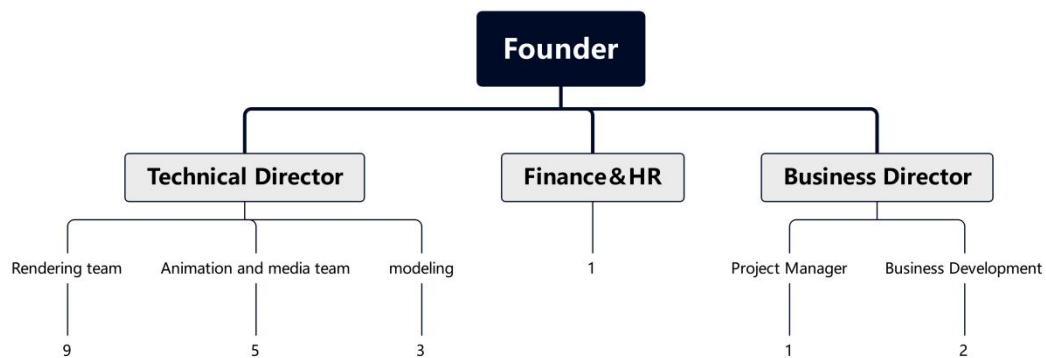 Founder
Technical Director
Finance&HR
Business Director
Rendering team
Animation and media team
modeling
1
Project Manager
Business Development
9
5
3
1
2